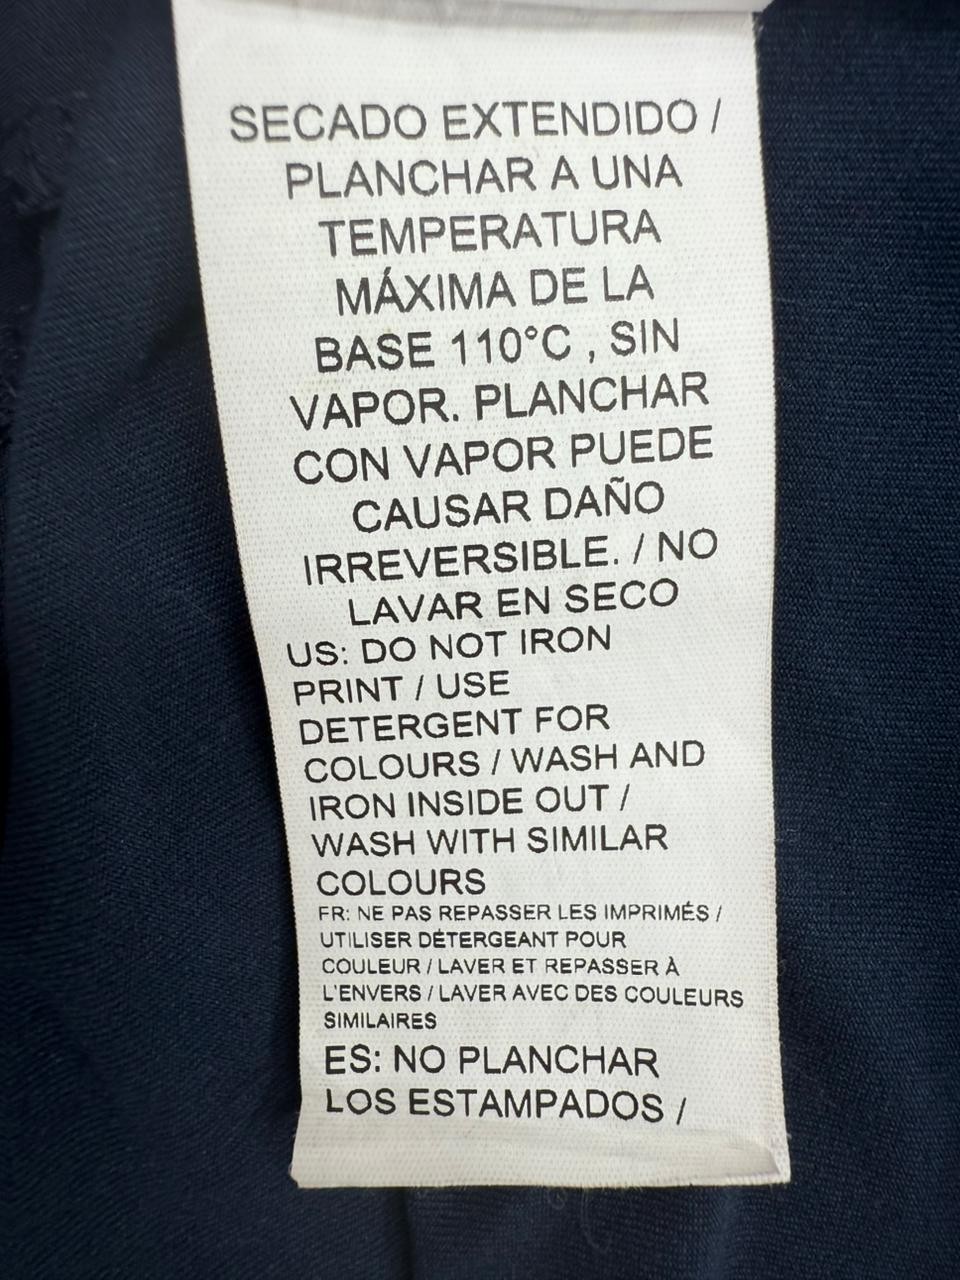 SECADO EXTENDIDO /
PLANCHAR A UNA
TEMPERATURA
MÁXIMA DE LA
BASE 110°C , SIN
VAPOR. PLANCHAR
CON VAPOR PUEDE
CAUSAR DAÑO
IRREVERSIBLE. / NO
LAVAR EN SECO
US: DO NOT IRON
PRINT / USE
DETERGENT FOR
COLOURS / WASH AND
IRON INSIDE OUT /
WASH WITH SIMILAR
COLOURS
FR: NE PAS REPASSER LES IMPRIMÉS /
UTILISER DÉTERGEANT POUR
COULEUR / LAVER ET REPASSER À
L'ENVERS / LAVER AVEC DES COULEURS
SIMILAIRES
ES: NO PLANCHAR
LOS ESTAMPADOS /